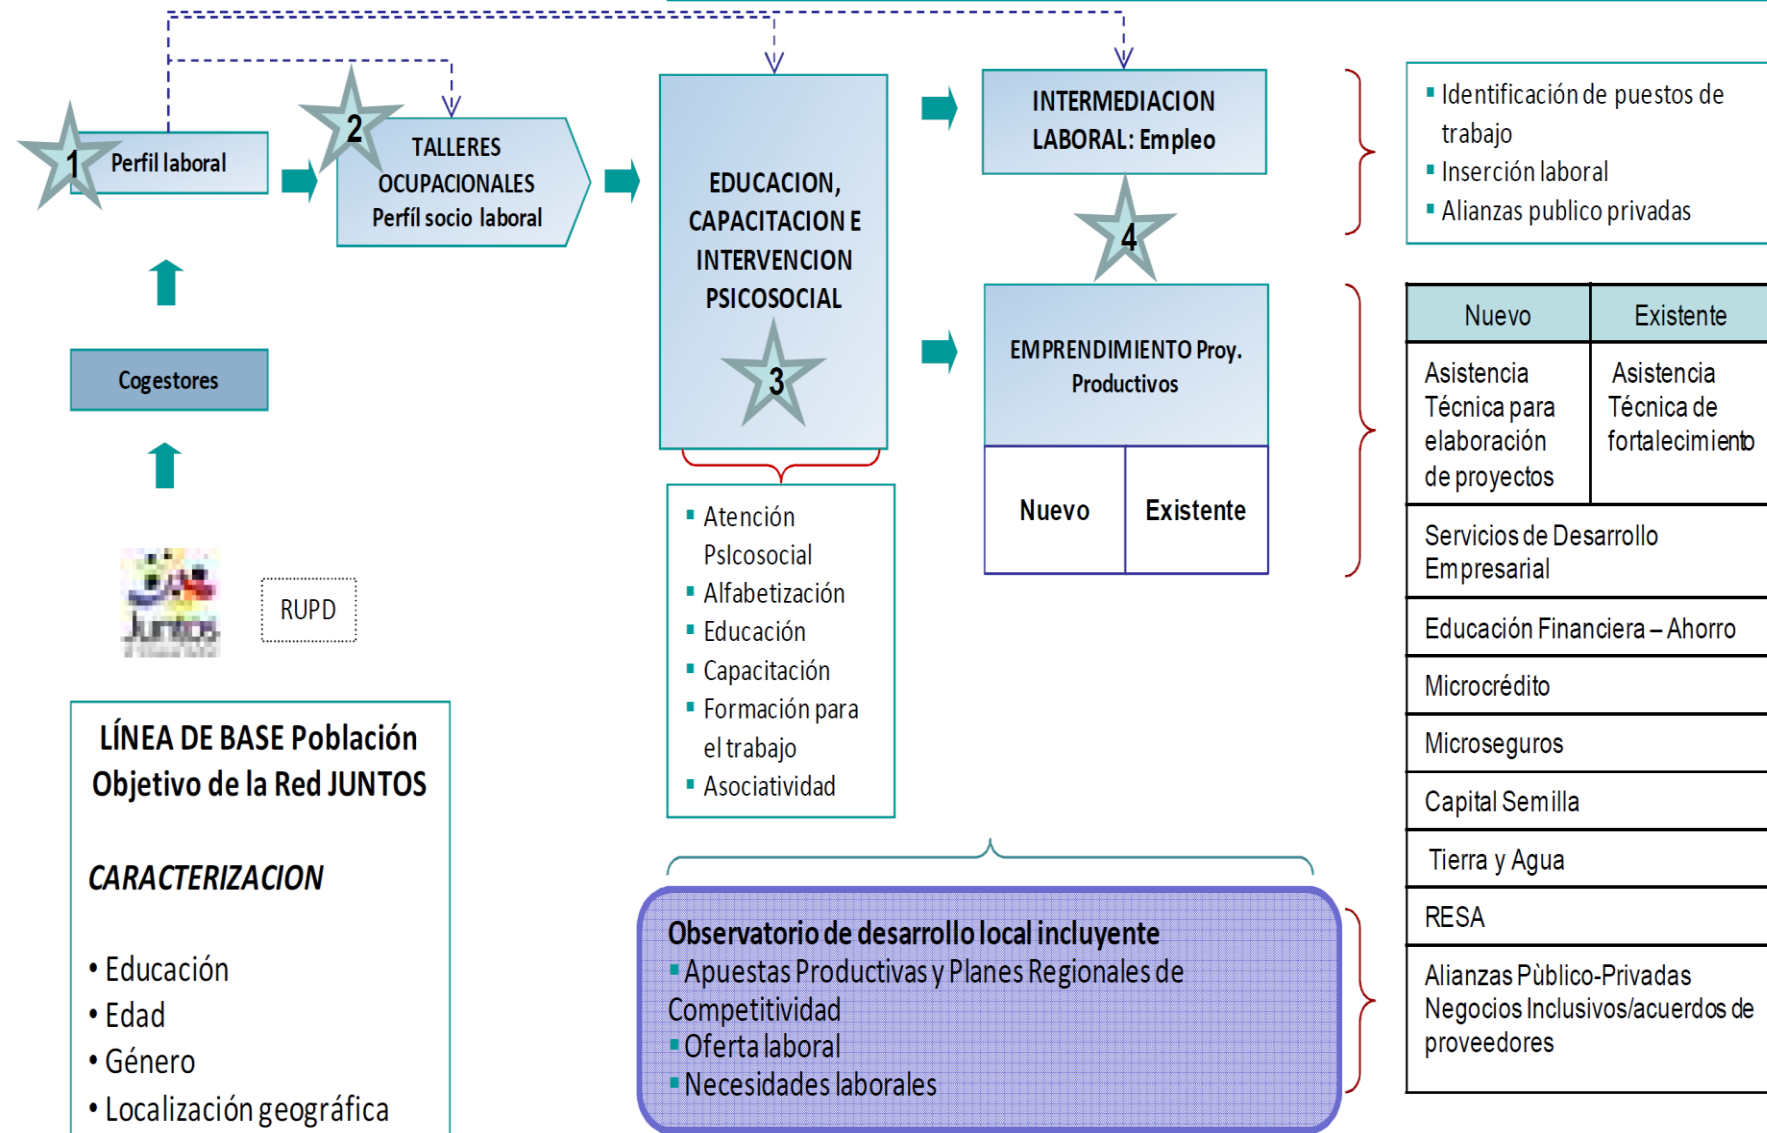 1
Perfil laboral
2
TALLERES
OCUPACIONALES
Perfíl socio laboral
Cogestores
Juntos
RUPD
LÍNEA DE BASE Población
Objetivo de la Red JUNTOS
CARACTERIZACION
• Educación
• Edad
• Género
• Localización geográfica
EDUCACION,
CAPACITACION E
INTERVENCION
PSICOSOCIAL
3
▪ Atención
PsIcosocial
▪ Alfabetización
▪ Educación
▪ Capacitación
▪ Formación para
el trabajo
▪ Asociatividad
INTERMEDIACION
LABORAL: Empleo
4
EMPRENDIMIENTO Proy.
Productivos
Nuevo Existente
▪ Identificación de puestos de
trabajo
▪ Inserción laboral
▪ Alianzas publico privadas
Nuevo Existente
Asistencia
Técnica para
elaboración
de proyectos
Asistencia
Técnica de
fortalecimiento
Servicios de Desarrollo
Empresarial
Educación Financiera – Ahorro
Microcrédito
Microseguros
Capital Semilla
Tierra y Agua
RESA
Alianzas Pùblico-Privadas
Negocios Inclusivos/acuerdos de
proveedores
Observatorio de desarrollo local incluyente
▪ Apuestas Productivas y Planes Regionales de
Competitividad
▪ Oferta laboral
▪ Necesidades laborales